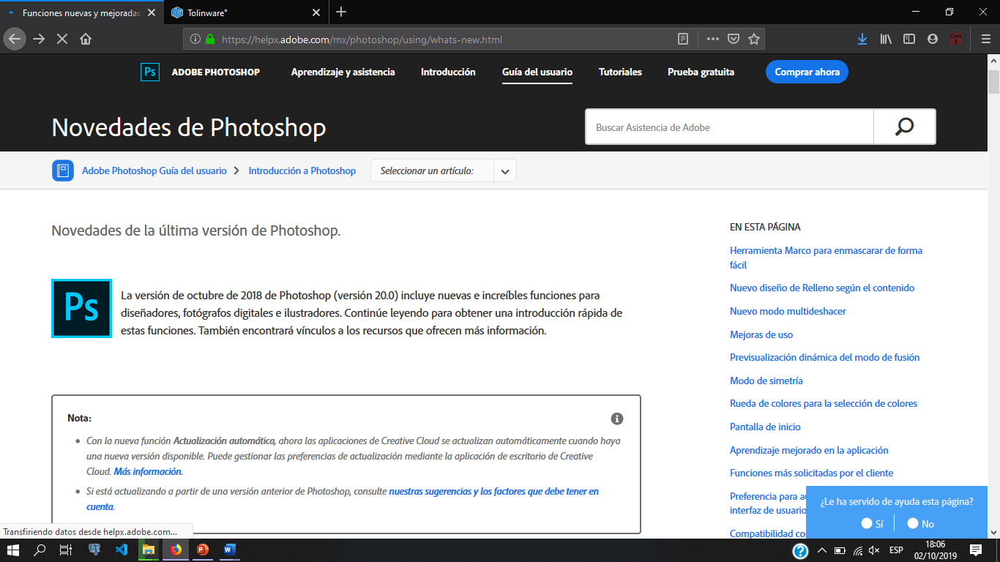 Funciones nuevas y mejoradas
Tolinware°
https://helpx.adobe.com/mx/photoshop/using/whats-new.html
Ps
ADOBE PHOTOSHOP
Aprendizaje y asistencia
Introducción
Guía del usuario
Tutoriales
Prueba gratuita
Comprar ahora
Novedades de Photoshop
Buscar Asistencia de Adobe
Adobe Photoshop Guía del usuario
Introducción a Photoshop
Seleccionar un artículo:
Novedades de la última versión de Photoshop.
Ps
La versión de octubre de 2018 de Photoshop (versión 20.0) incluye nuevas e increíbles funciones para
diseñadores, fotógrafos digitales e ilustradores. Continúe leyendo para obtener una introducción rápida de
estas funciones. También encontrará vínculos a los recursos que ofrecen más información.
Nota:
• Con la nueva función Actualización automática, ahora las aplicaciones de Creative Cloud se actualizan automáticamente cuando haya
una nueva versión disponible. Puede gestionar las preferencias de actualización mediante la aplicación de escritorio de Creative
Cloud. Más información.
• Si está actualizando a partir de una versión anterior de Photoshop, consulte nuestras sugerencias y los factores que debe tener en
cuenta.
EN ESTA PÁGINA
Herramienta Marco para enmascarar de forma
fácil
Nuevo diseño de Relleno según el contenido
Nuevo modo multideshacer
Mejoras de uso
Previsualización dinámica del modo de fusión
Modo de simetría
Rueda de colores para la selección de colores
Pantalla de inicio
Aprendizaje mejorado en la aplicación
Funciones más solicitadas por el cliente
Preferencia para
interfaz de usuario
Compatibilidad
¿Le ha servido de ayuda esta página?
Sí
No
Transfiriendo datos desde helpx.adobe.com...
ESP
18:06
02/10/2019